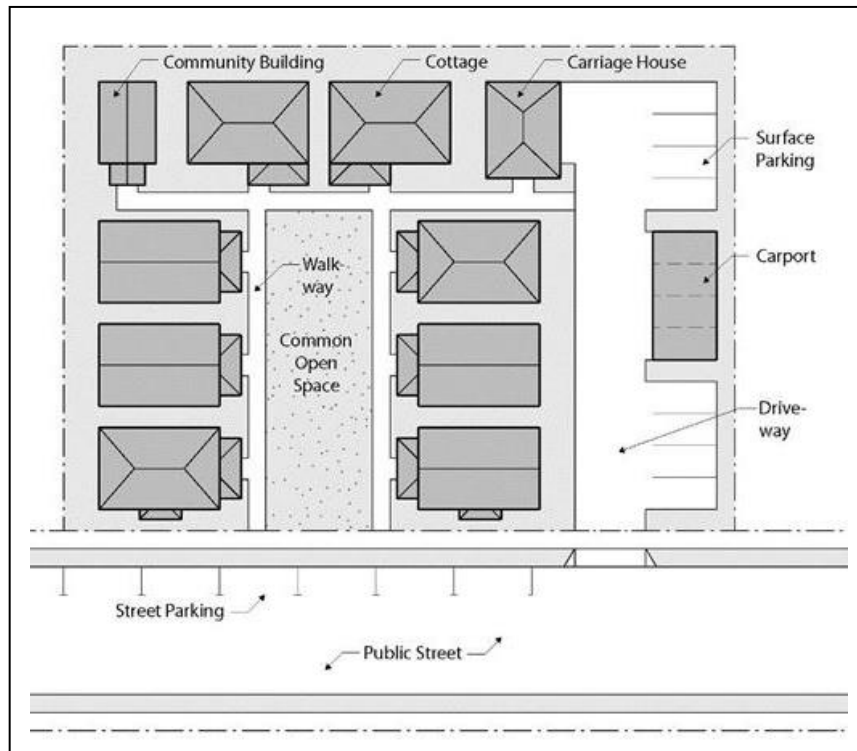 Community Building
Cottage
Carriage House
Surface
Parking
Walk
way
Carport
Common
Open
Space
Drive-
way
Street Parking
Public Street